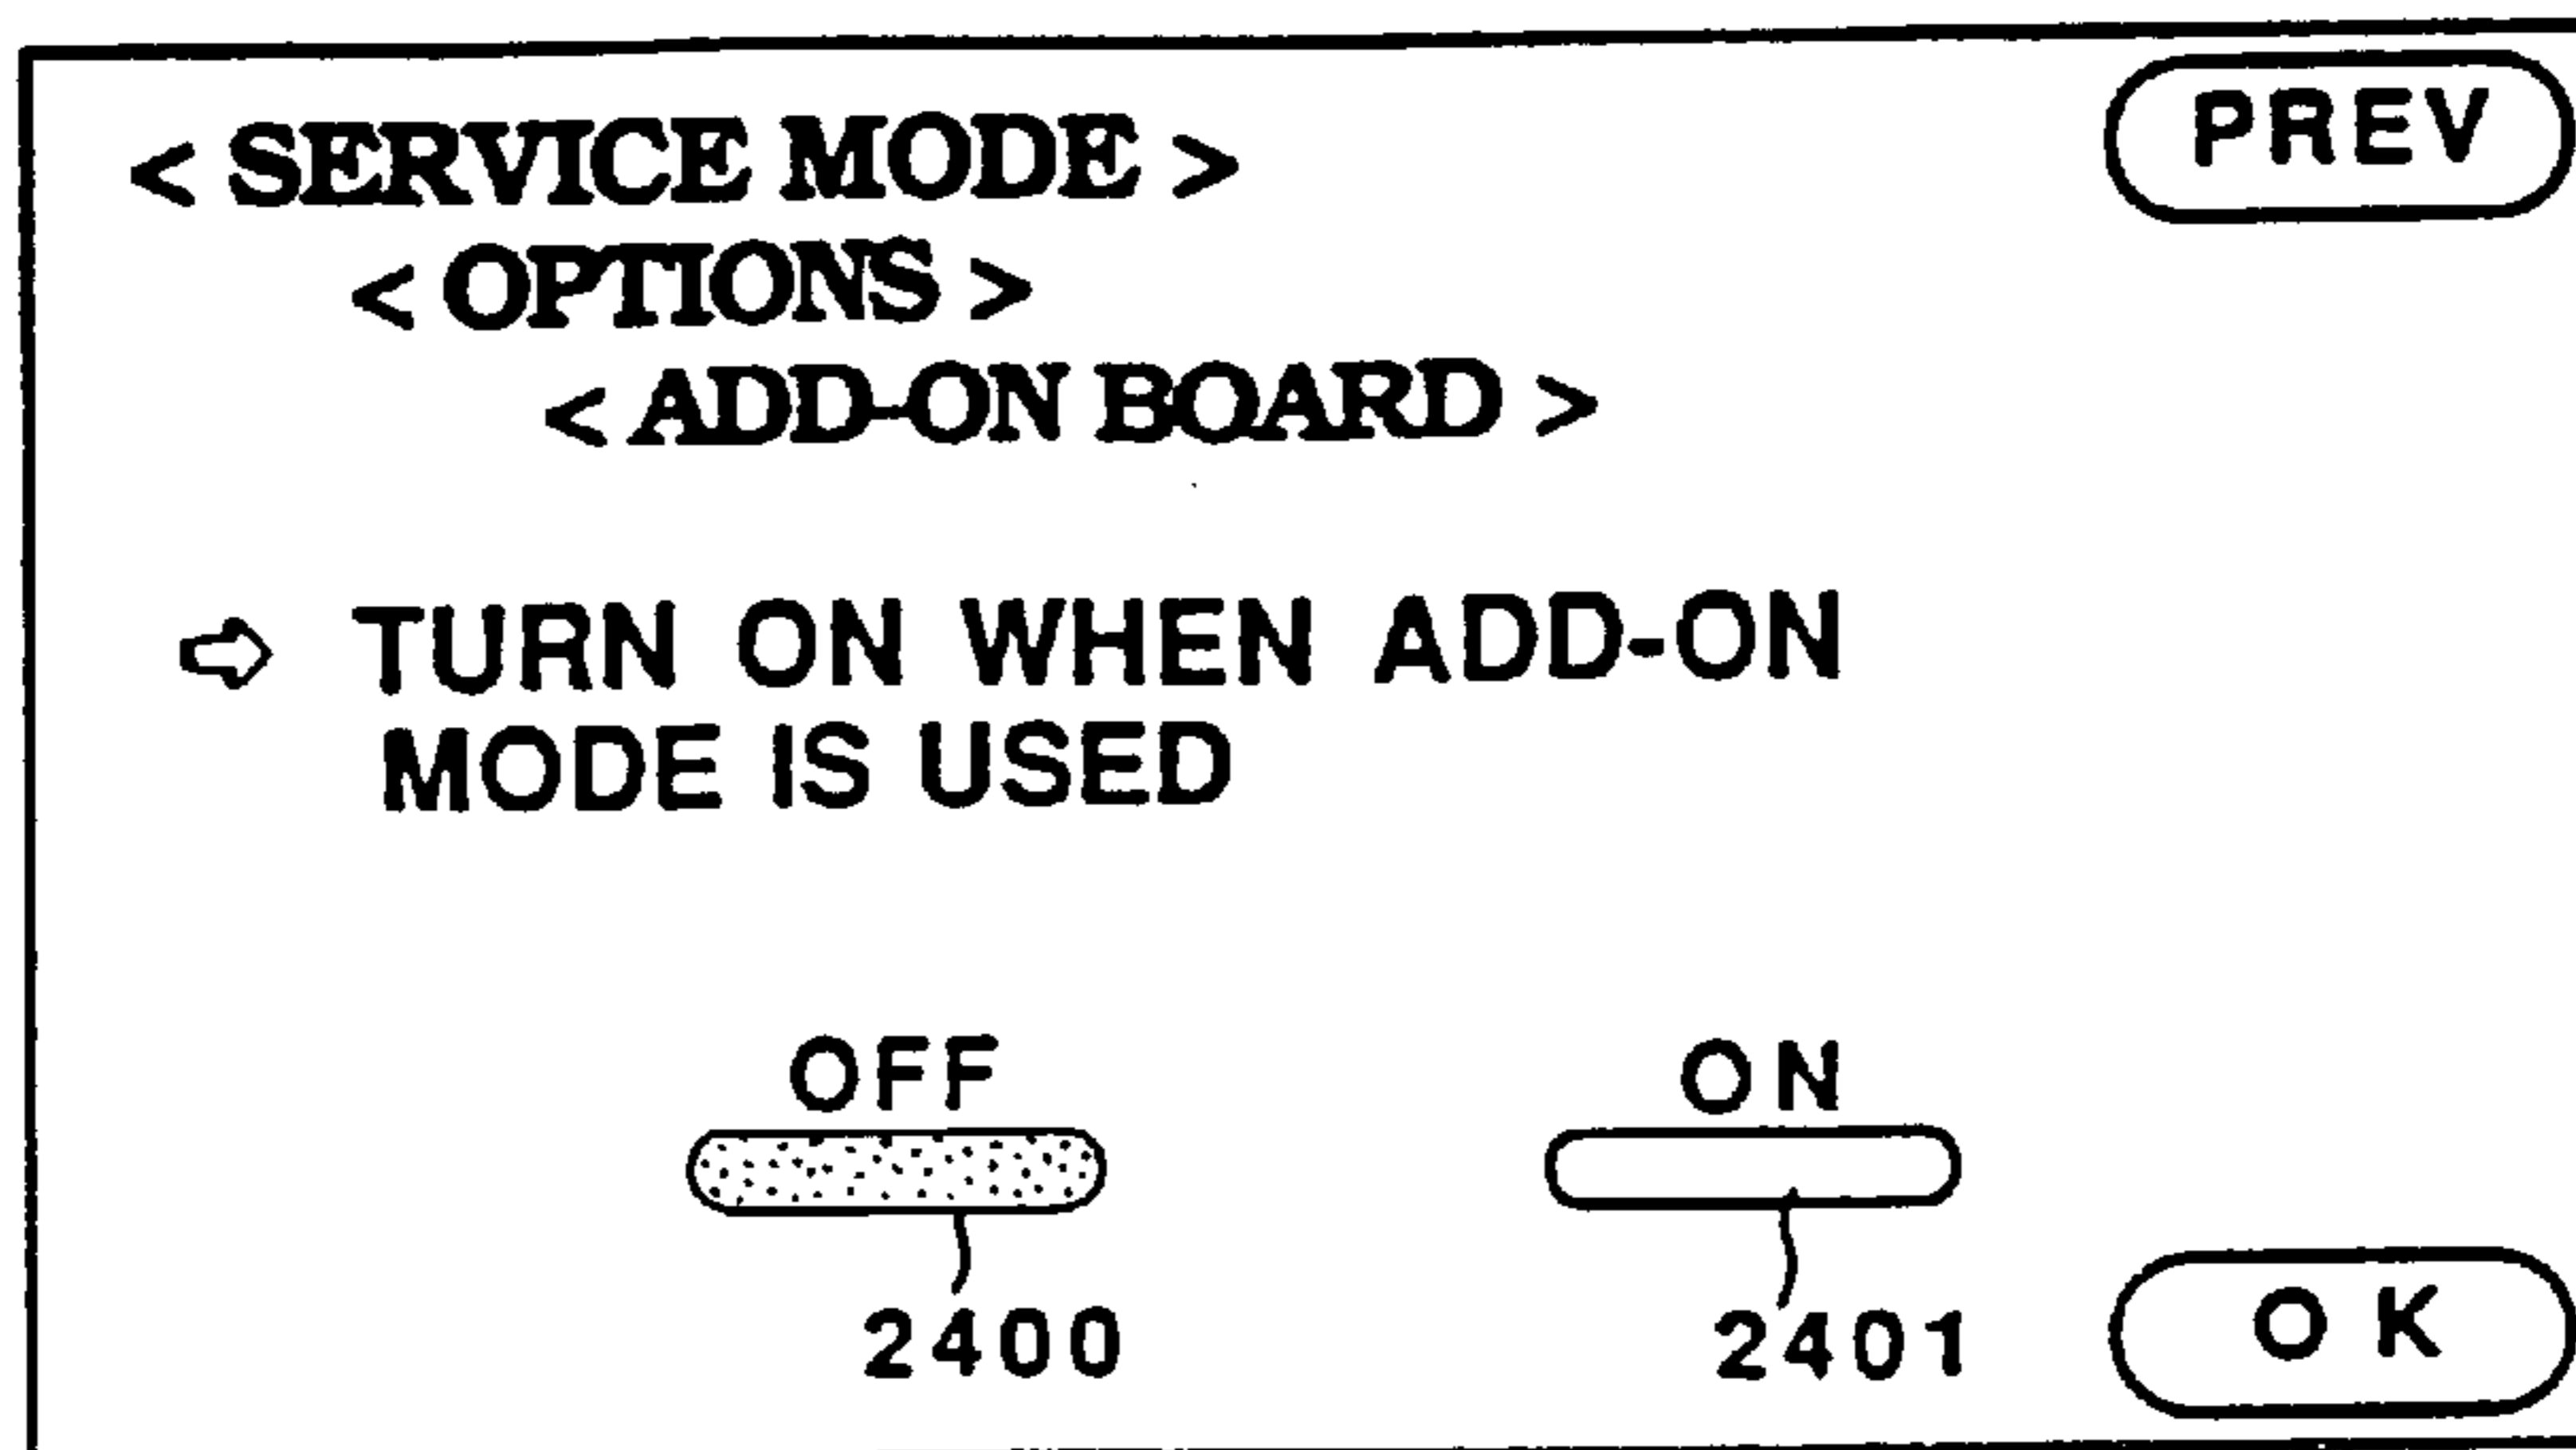 PREV
< SERVICE MODE >
< OPTIONS >
< ADD-ON BOARD >
⇨ TURN ON WHEN ADD-ON
MODE IS USED
OFF ON
2400 2401
OK